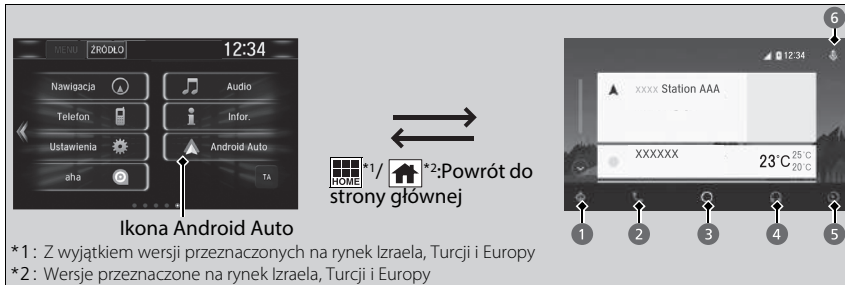 MENU ŹRÓDŁO 12:34
Nawigacja
Audio
Telefon
Infor.
Ustawienia
Android Auto
aha
TA
Ikona Android Auto
HOME *1/ *2:Powrót do
strony głównej
6
12:34
xxxx Station AAA
XXXXXX
23°C 25°C
20°C
1 2 3 4 5
*1: Z wyjątkiem wersji przeznaczonych na rynek Izraela, Turcji i Europy
*2: Wersje przeznaczone na rynek Izraela, Turcji i Europy